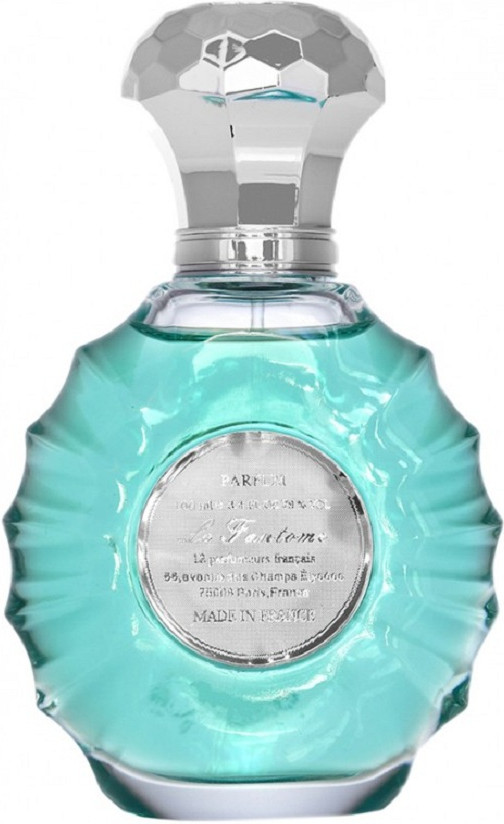 PARFUM
Le Fantome
12 parfumeurs français
66,avenue des Champs Élysées
75008 Paris,France
MADE IN FRANCE